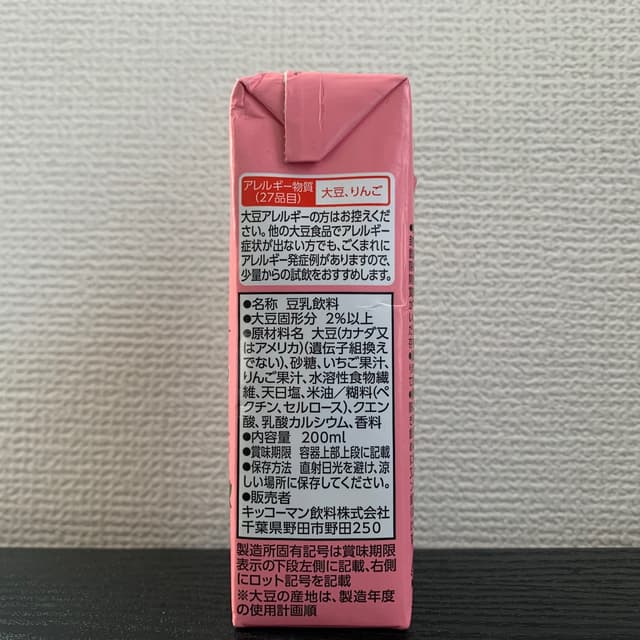 アレルギー物質
(27品目)
大豆、りんご
大豆アレルギーの方はお控えくだ
さい。他の大豆食品でアレルギー
症状が出ない方でも、ごくまれに
アレルギー発症例がありますので、
少量からの試飲をおすすめします。
●名称 豆乳飲料
●大豆固形分 2%以上
●原材料名 大豆(カナダ又
はアメリカ)(遺伝子組換え
でない)、砂糖、いちご果汁、
りんご果汁、水溶性食物繊
維、天日塩、米油/糊料(ペ
クチン、セルロース)、クエン
酸、乳酸カルシウム、香料
●内容量 200ml
●賞味期限 容器上部上段に記載
●保存方法 直射日光を避け、涼
しい場所に保存してください。
●販売者
キッコーマン飲料株式会社
千葉県野田市野田250
製造所固有記号は賞味期限
表示の下段左側に記載、右側
にロット記号を記載
※大豆の産地は、製造年度
の使用計画順